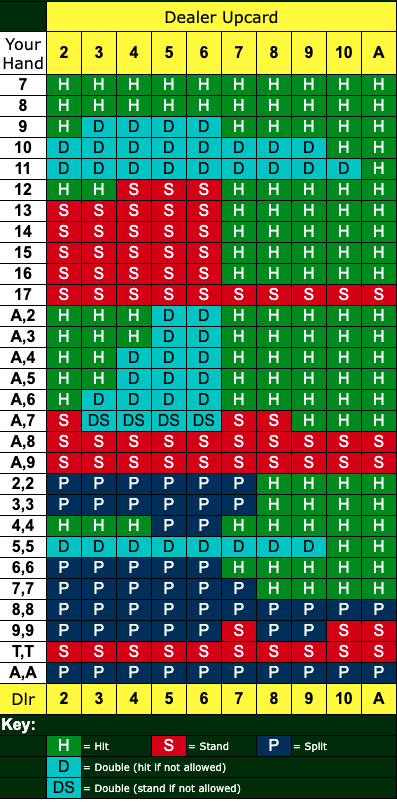 Dealer Upcard
Your Hand 2 3 4 5 6 7 8 9 10 A
7 H H H H H H H H H H
8 H H H H H H H H H H
9 H D D D D H H H H H
10 D D D D D D D D H H
11 D D D D D D D D D H
12 H H S S S H H H H H
13 S S S S S H H H H H
14 S S S S S H H H H H
15 S S S S S H H H H H
16 S S S S S H H H H H
17 S S S S S S S S S S
A,2 H H H D D H H H H H
A,3 H H H D D H H H H H
A,4 H H D D D H H H H H
A,5 H H D D D H H H H H
A,6 H D D D D H H H H H
A,7 S DS DS DS DS S S H H H
A,8 S S S S S S S S S S
A,9 S S S S S S S S S S
2,2 P P P P P P H H H H
3,3 P P P P P P H H H H
4,4 H H H P P H H H H H
5,5 D D D D D D D D H H
6,6 P P P P P H H H H H
7,7 P P P P P P H H H H
8,8 P P P P P P P P P P
9,9 P P P P P S P P S S
T,T S S S S S S S S S S
A,A P P P P P P P P P P
Dlr 2 3 4 5 6 7 8 9 10 A
Key:
H = Hit S = Stand P = Split
D = Double (hit if not allowed)
DS = Double (stand if not allowed)